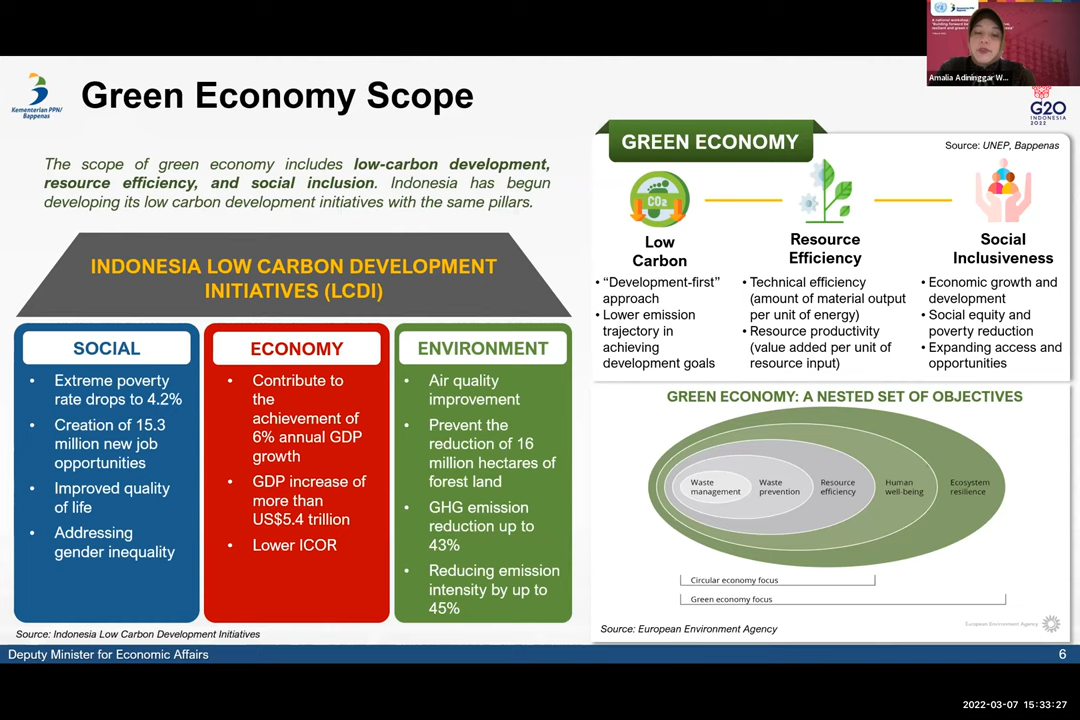 Kementerian PPN/
Bappenas
Green Economy Scope
The scope of green economy includes low-carbon development,
resource efficiency, and social inclusion. Indonesia has begun
developing its low carbon development initiatives with the same pillars.
INDONESIA LOW CARBON DEVELOPMENT
INITIATIVES (LCDI)
SOCIAL
• Extreme poverty
rate drops to 4.2%
• Creation of 15.3
million new job
opportunities
• Improved quality
of life
• Addressing
gender inequality
ECONOMY
• Contribute to
the
achievement of
6% annual GDP
growth
• GDP increase of
more than
US$5.4 trillion
• Lower ICOR
ENVIRONMENT
• Air quality
improvement
• Prevent the
reduction of 16
million hectares of
forest land
• GHG emission
reduction up to
43%
• Reducing emission
intensity by up to
45%
Source: Indonesia Low Carbon Development Initiatives
Amalia Adininggar W...
G20
INDONESIA
2022
GREEN ECONOMY
Source: UNEP, Bappenas
CO2
Low
Carbon
• “Development-first”
approach
• Lower emission
trajectory in
achieving
development goals
Resource
Efficiency
• Technical efficiency
(amount of material output
per unit of energy)
• Resource productivity
(value added per unit of
resource input)
Social
Inclusiveness
• Economic growth and
development
• Social equity and
poverty reduction
• Expanding access and
opportunities
GREEN ECONOMY: A NESTED SET OF OBJECTIVES
Waste
management
Waste
prevention
Resource
efficiency
Human
well-being
Ecosystem
resilience
Circular economy focus
Green economy focus
European Environment Agency
Source: European Environment Agency
Deputy Minister for Economic Affairs
6
2022-03-07 15:33:27